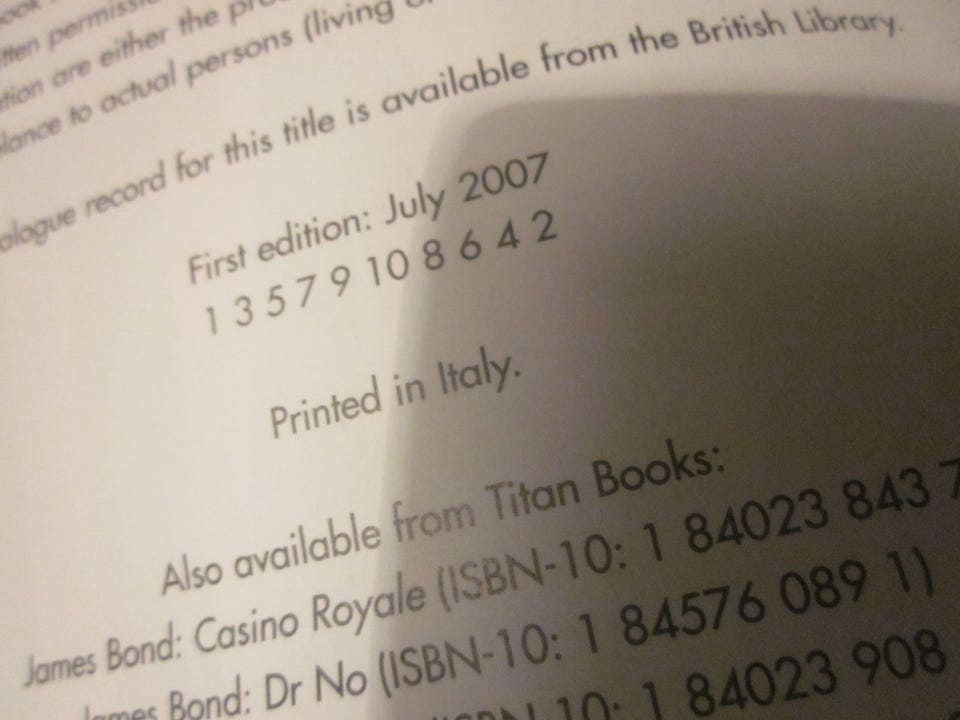 permission
are either the
to actual persons (living
record for this title is available from the British Library.
First edition: July 2007
1 3 5 7 9 10 8 6 4 2
Printed in Italy.
Also available from Titan Books:
James Bond: Casino Royale (ISBN-10: 1 84023 843 7
James Bond: Dr No (ISBN-10: 1 84576 089 1)
1 84023 908